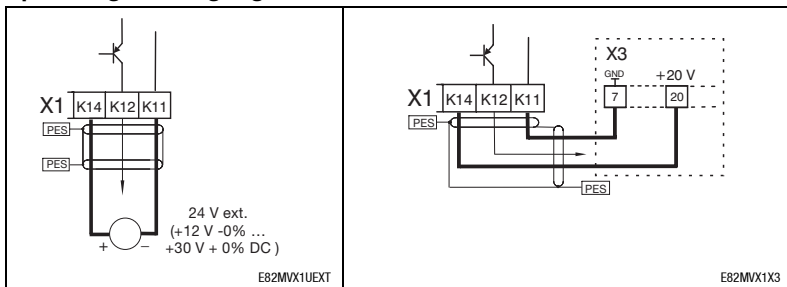 X1 K14 K12 K11
PES
PES
24 V ext.
(+12 V -0% ...
+ − +30 V + 0% DC )
E82MVX1UEXT
X3
GND +20 V
7 20
X1 K14 K12 K11
PES
PES
E82MVX1X3